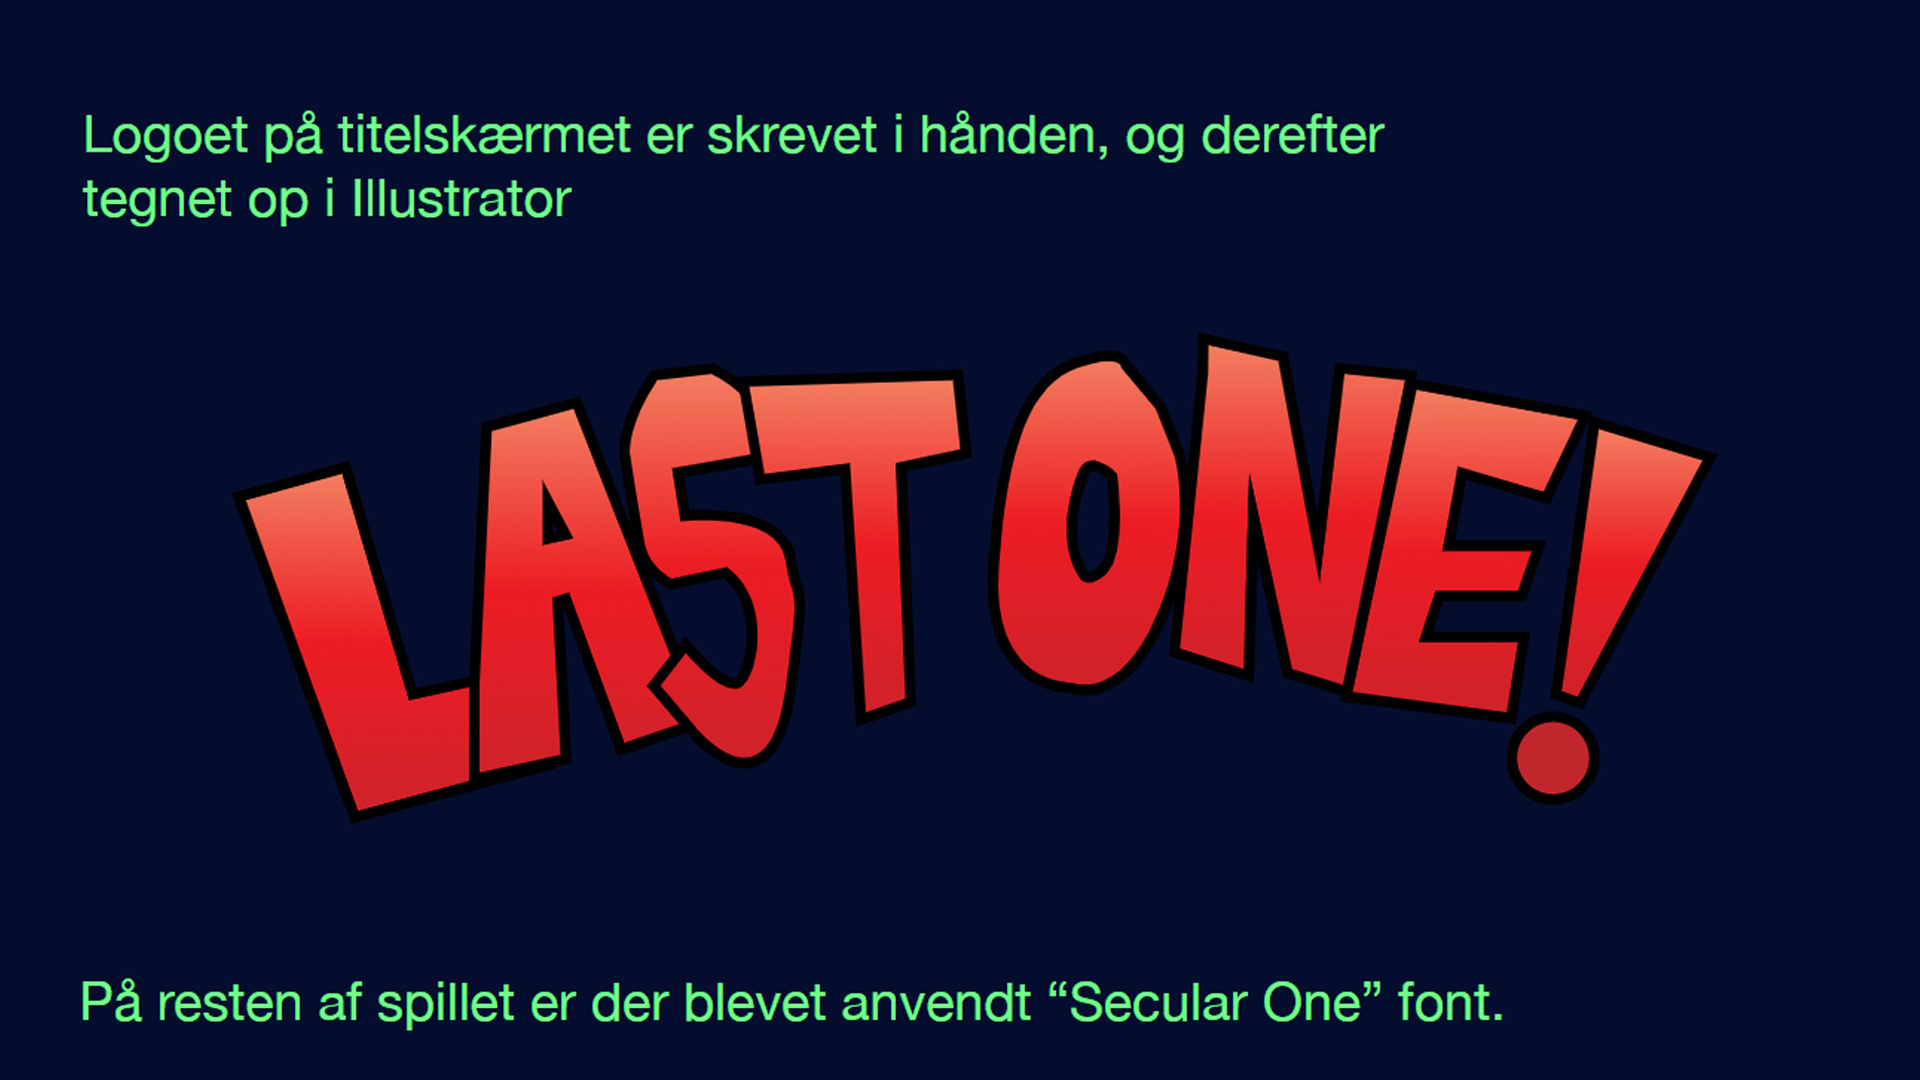 Logoet på titelskærmet er skrevet i hånden, og derefter
tegnet op i Illustrator
LAST ONE!
På resten af spillet er der blevet anvendt “Secular One” font.